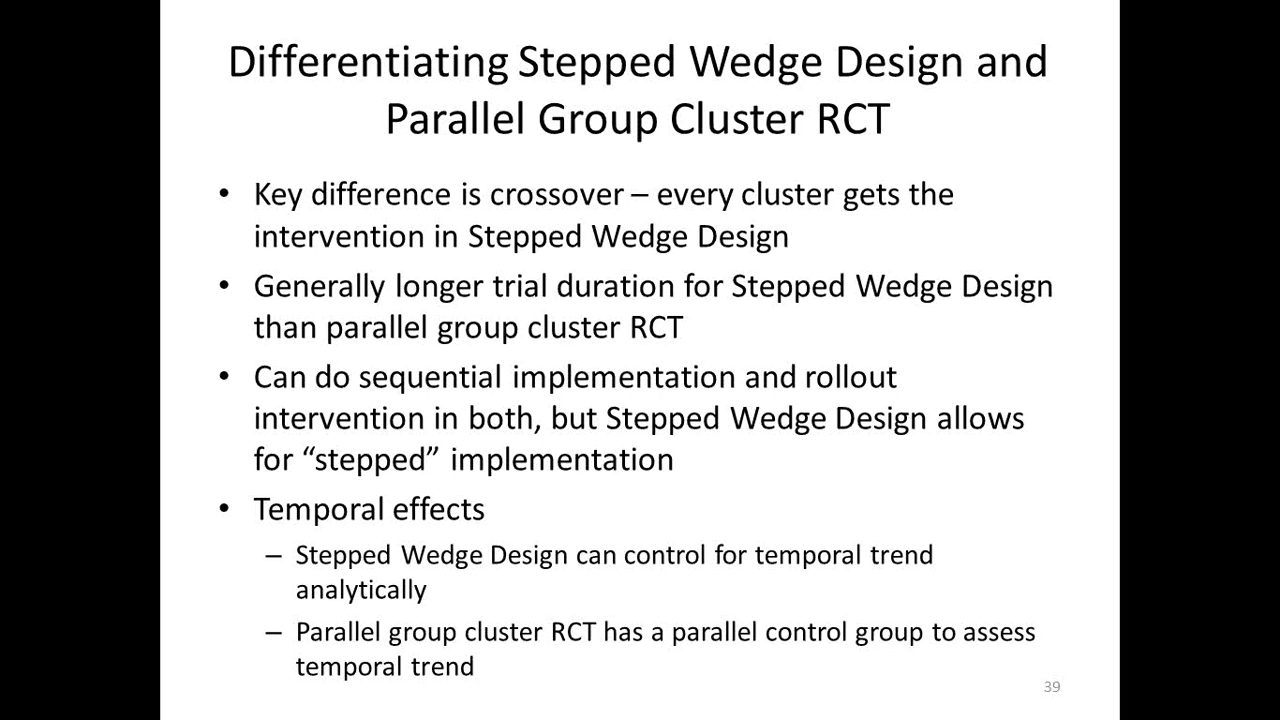 Differentiating Stepped Wedge Design and
Parallel Group Cluster RCT
• Key difference is crossover – every cluster gets the
intervention in Stepped Wedge Design
• Generally longer trial duration for Stepped Wedge Design
than parallel group cluster RCT
• Can do sequential implementation and rollout
intervention in both, but Stepped Wedge Design allows
for “stepped” implementation
• Temporal effects
– Stepped Wedge Design can control for temporal trend
analytically
– Parallel group cluster RCT has a parallel control group to assess
temporal trend
39